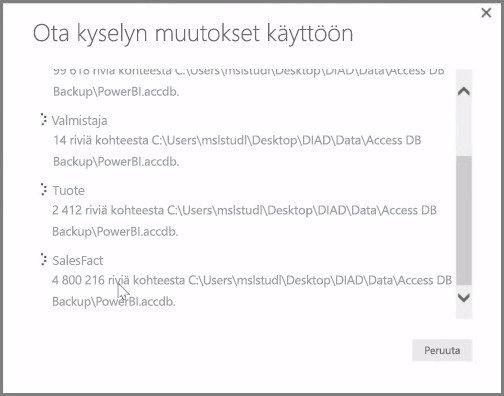 Ota kyselyn muutokset käyttöön
99 618 riviä kohteesta C:\Users\mslstudl\Desktop\DIAD\Data\Access DB
Backup\PowerBI.accdb.
Valmistaja
14 riviä kohteesta C:\Users\mslstudl\Desktop\DIAD\Data\Access DB
Backup\PowerBI.accdb.
Tuote
2 412 riviä kohteesta C:\Users\mslstudl\Desktop\DIAD\Data\Access DB
Backup\PowerBI.accdb.
SalesFact
4 800 216 riviä kohteesta C:\Users\mslstudl\Desktop\DIAD\Data\Access DB
Backup\PowerBI.accdb.
Peruuta